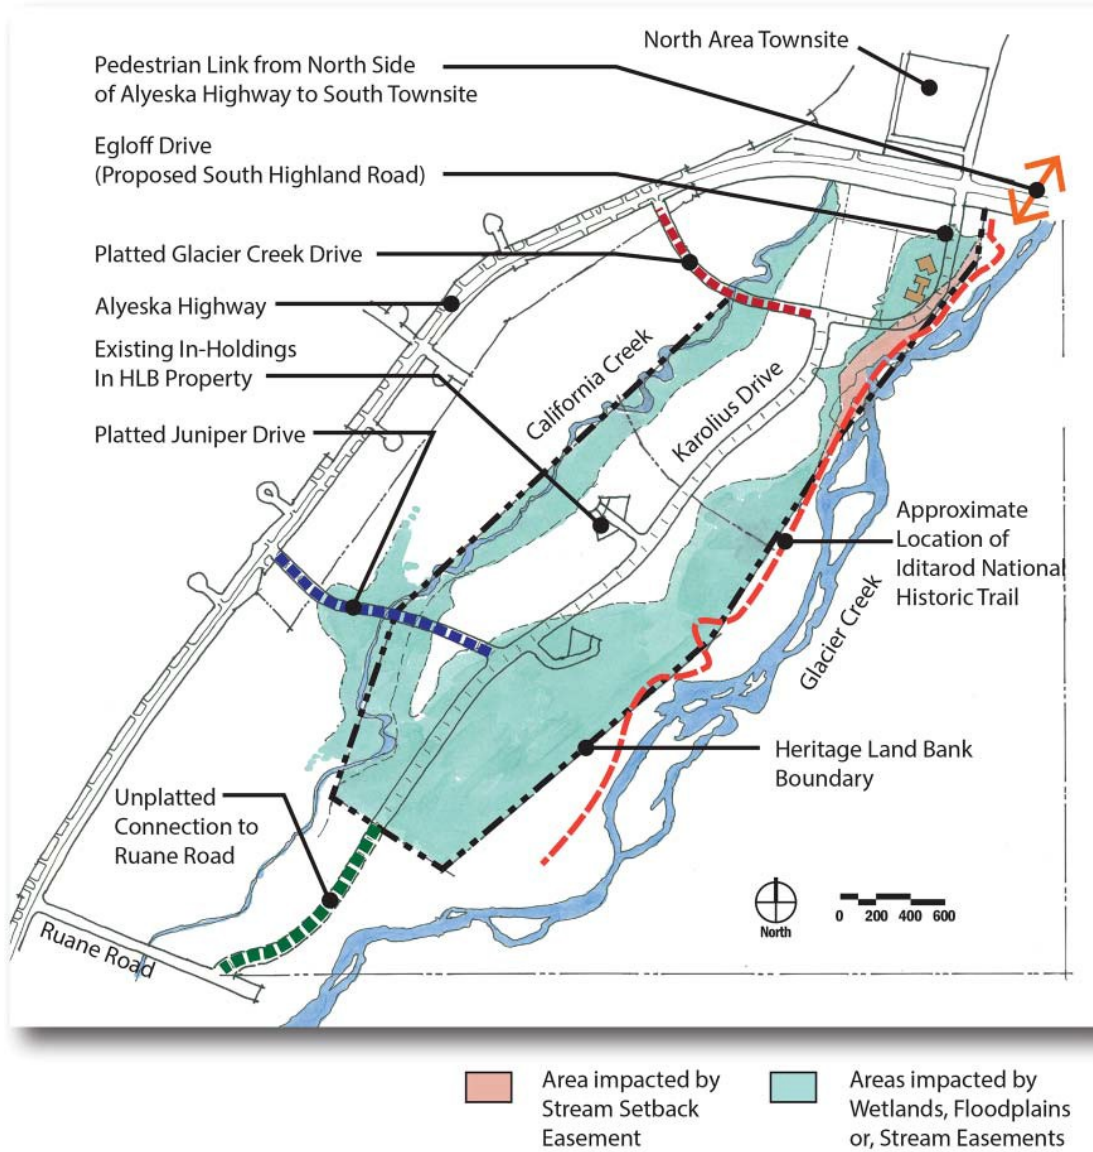 North Area Townsite
Pedestrian Link from North Side
of Alyeska Highway to South Townsite
Egloff Drive
(Proposed South Highland Road)
Platted Glacier Creek Drive
Alyeska Highway
Existing In-Holdings
In HLB Property
Platted Juniper Drive
California Creek
Karolius Drive
Approximate
Location of
Iditarod National
Historic Trail
Glacier Creek
Heritage Land Bank
Boundary
Unplatted
Connection to
Ruane Road
Ruane Road
North
0 200 400 600
Area impacted by
Stream Setback
Easement
Areas impacted by
Wetlands, Floodplains
or, Stream Easements